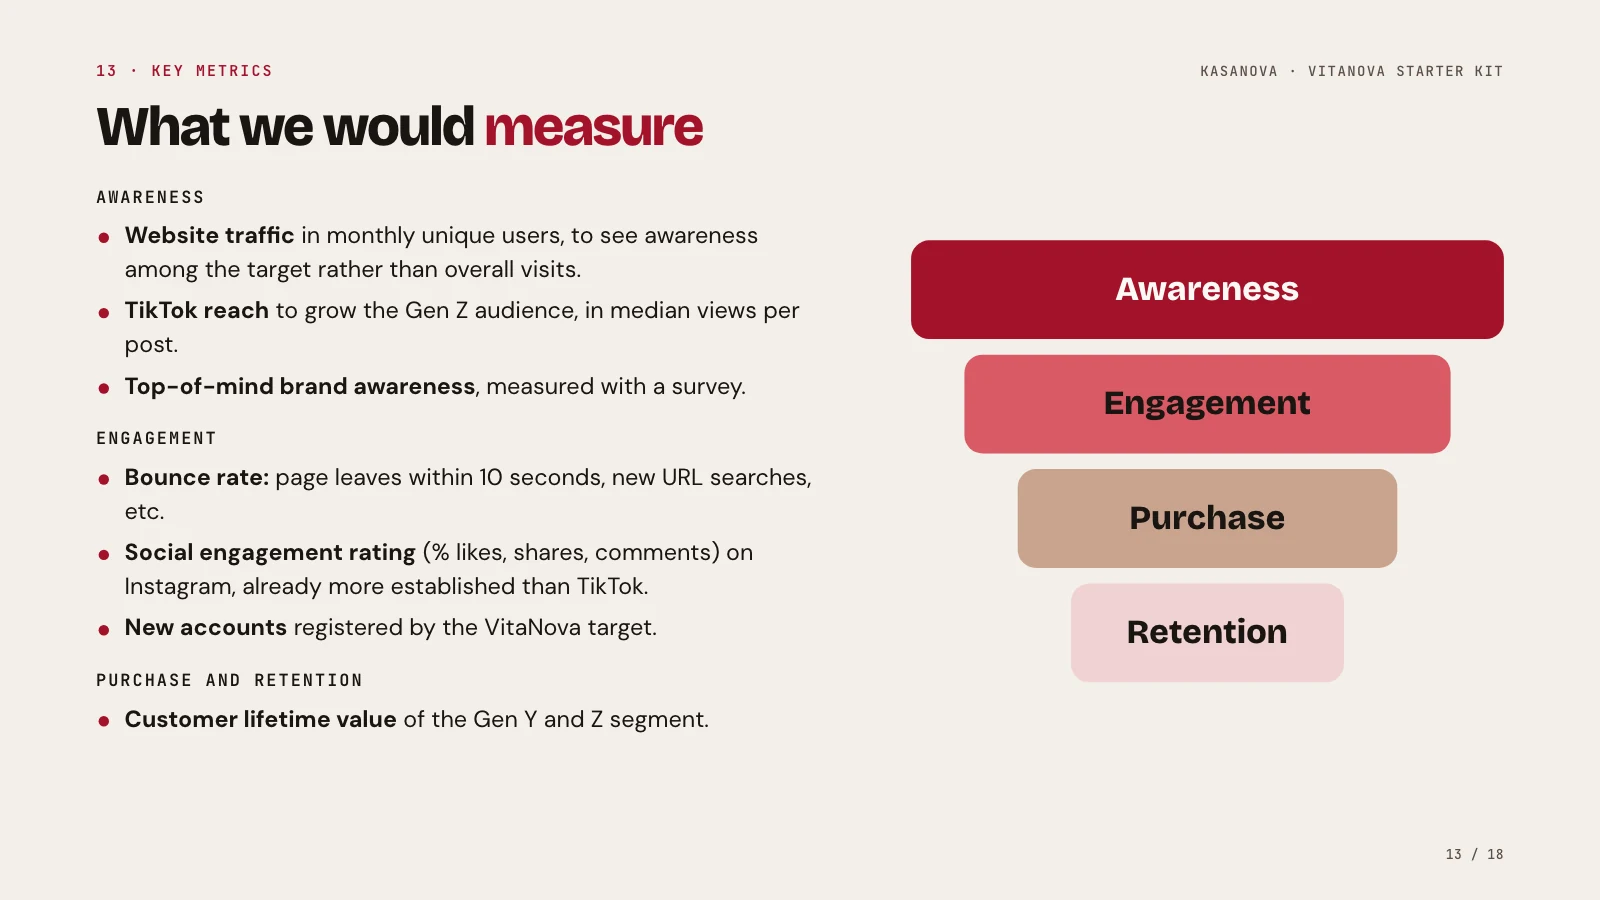 13 · KEY METRICS
KASANOVA · VITANOVA STARTER KIT
What we would measure
AWARENESS
● Website traffic in monthly unique users, to see awareness
among the target rather than overall visits.
● TikTok reach to grow the Gen Z audience, in median views per
post.
● Top-of-mind brand awareness, measured with a survey.
ENGAGEMENT
● Bounce rate: page leaves within 10 seconds, new URL searches,
etc.
● Social engagement rating (% likes, shares, comments) on
Instagram, already more established than TikTok.
● New accounts registered by the VitaNova target.
PURCHASE AND RETENTION
● Customer lifetime value of the Gen Y and Z segment.
Awareness
Engagement
Purchase
Retention
13 / 18